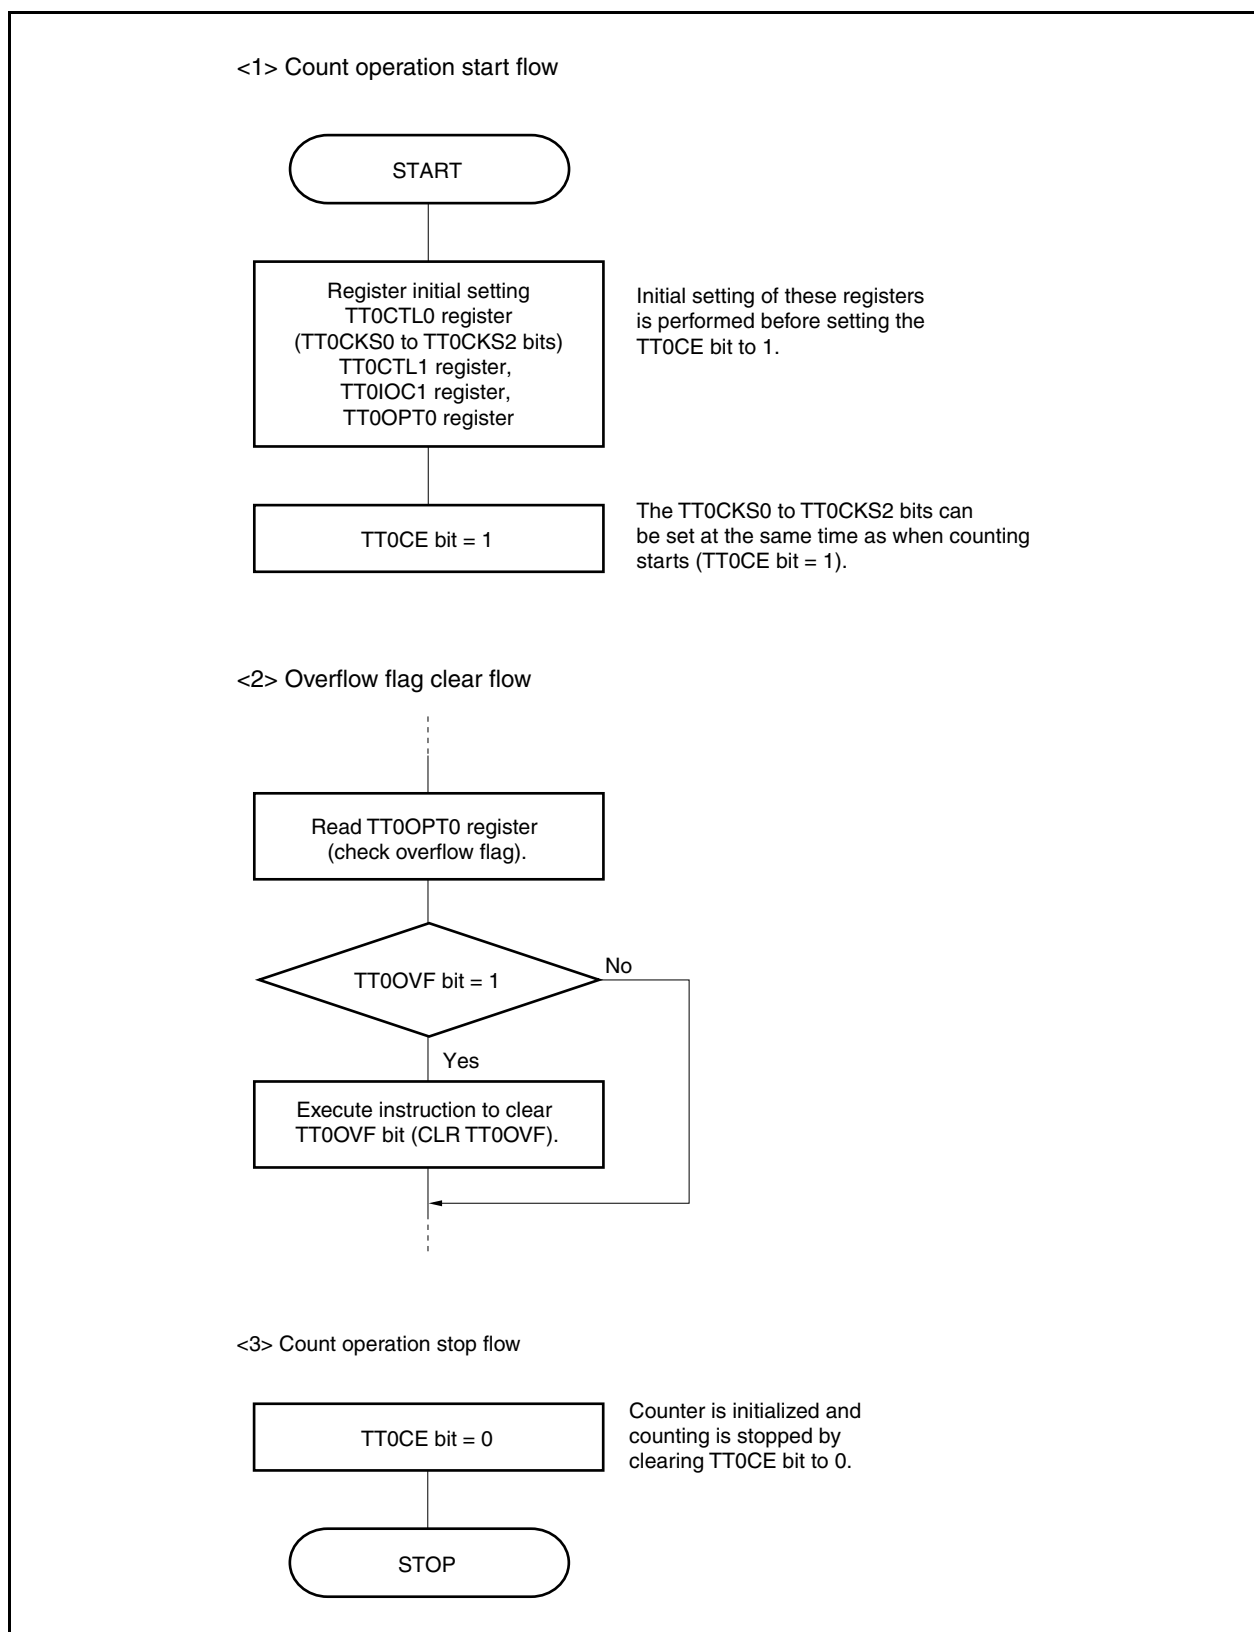 <1> Count operation start flow
START
Register initial setting
TT0CTL0 register
(TT0CKS0 to TT0CKS2 bits)
TT0CTL1 register,
TT0IOC1 register,
TT0OPT0 register
Initial setting of these registers
is performed before setting the
TT0CE bit to 1.
TT0CE bit = 1
The TT0CKS0 to TT0CKS2 bits can
be set at the same time as when counting
starts (TT0CE bit = 1).
<2> Overflow flag clear flow
Read TT0OPT0 register
(check overflow flag).
TT0OVF bit = 1
No
Yes
Execute instruction to clear
TT0OVF bit (CLR TT0OVF).
<3> Count operation stop flow
TT0CE bit = 0
Counter is initialized and
counting is stopped by
clearing TT0CE bit to 0.
STOP